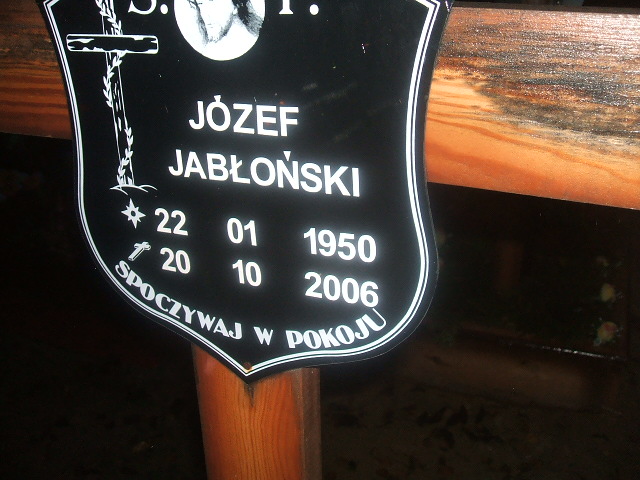 Ś. P.
JÓZEF
JABŁOŃSKI
22 01 1950
20 10 2006
SPOCZYWAJ W POKOJU